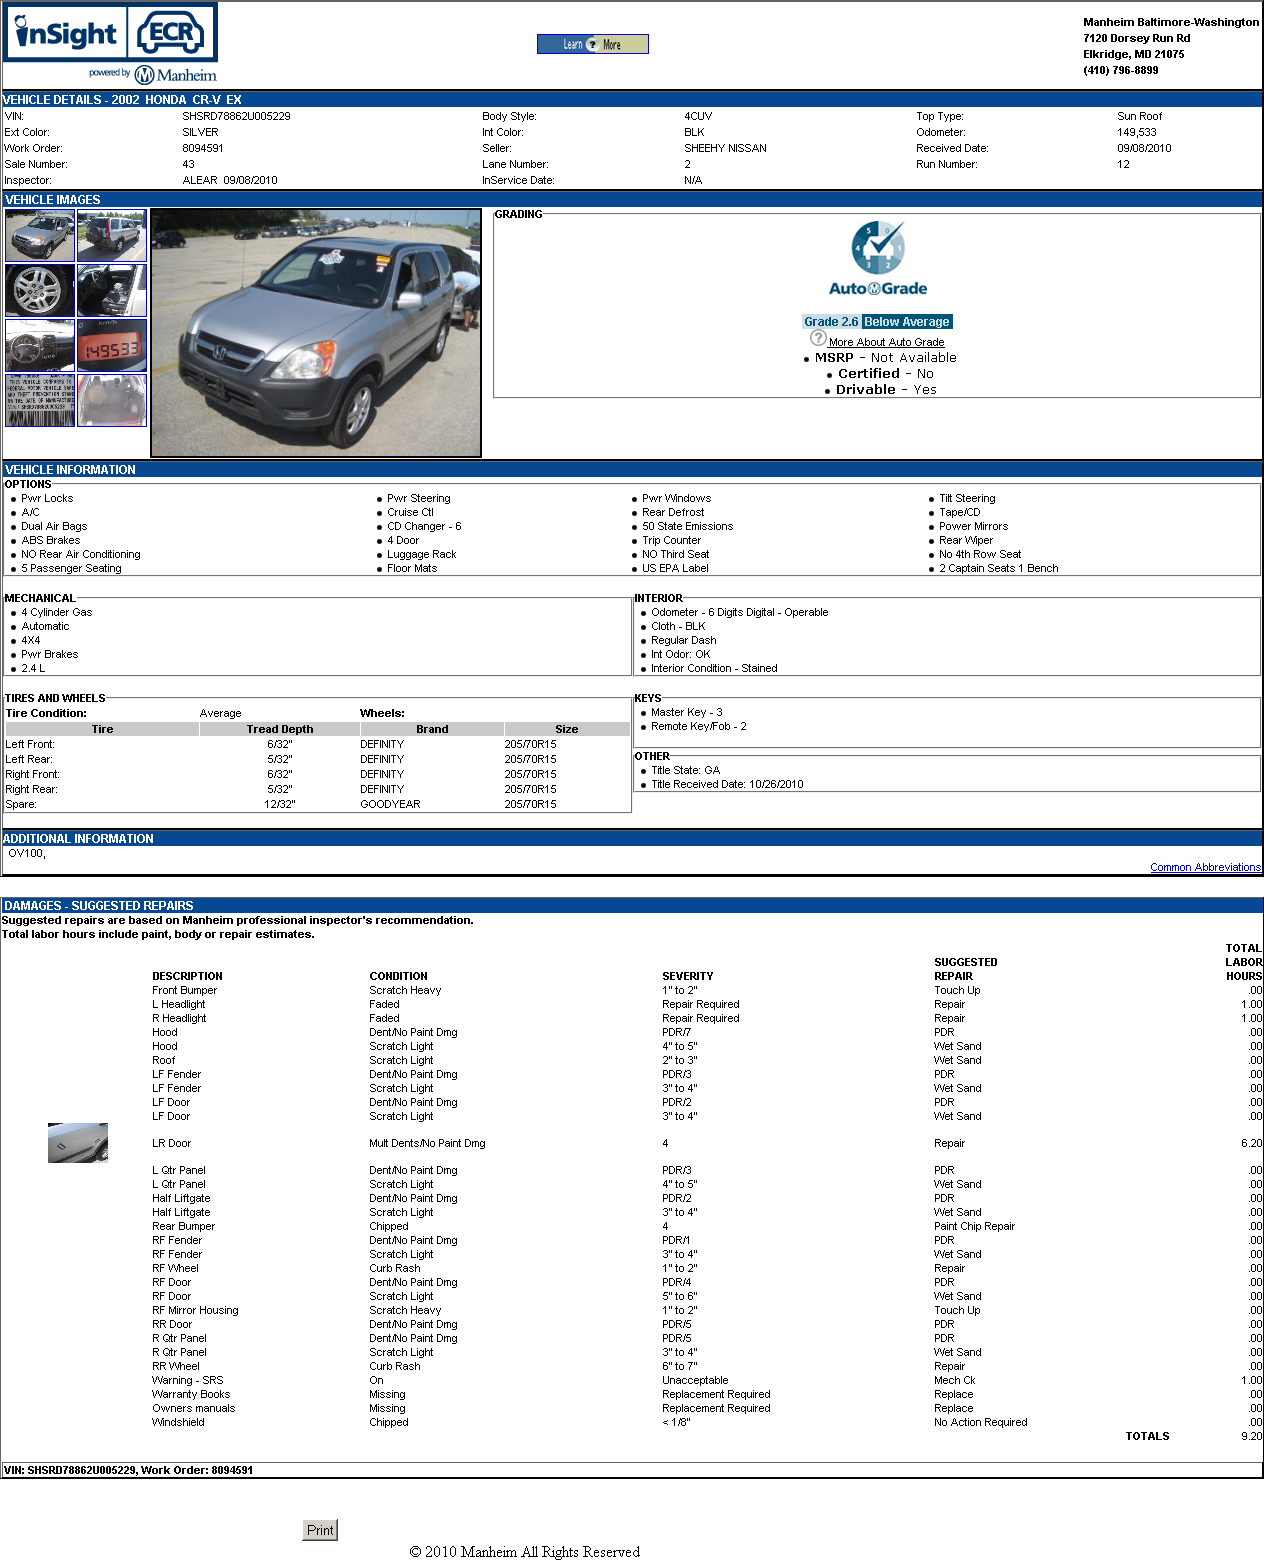 inSight ECR
powered by Manheim
Learn ? More
Manheim Baltimore-Washington
7120 Dorsey Run Rd
Elkridge, MD 21075
(410) 796-8899
VEHICLE DETAILS - 2002 HONDA CR-V EX
VIN: SHSRD78862U005229 Body Style: 4CUV Top Type: Sun Roof
Ext Color: SILVER Int Color: BLK Odometer: 149,533
Work Order: 8094591 Seller: SHEEHY NISSAN Received Date: 09/08/2010
Sale Number: 43 Lane Number: 2 Run Number: 12
Inspector: ALEAR 09/08/2010 InService Date: N/A
VEHICLE IMAGES
149533
THIS VEHICLE CONFORMS TO
FEDERAL MOTOR VEHICLE SAFE
AND THEFT PREVENTION STAND
ON THE DATE OF MANUFACTUR
GRADING
5 0 4 3 2 1
AutoGrade
Grade 2.6 Below Average
? More About Auto Grade
• MSRP - Not Available
• Certified - No
• Drivable - Yes
VEHICLE INFORMATION
OPTIONS
• Pwr Locks • Pwr Steering • Pwr Windows • Tilt Steering
• A/C • Cruise Ctl • Rear Defrost • Tape/CD
• Dual Air Bags • CD Changer - 6 • 50 State Emissions • Power Mirrors
• ABS Brakes • 4 Door • Trip Counter • Rear Wiper
• NO Rear Air Conditioning • Luggage Rack • NO Third Seat • No 4th Row Seat
• 5 Passenger Seating • Floor Mats • US EPA Label • 2 Captain Seats 1 Bench
MECHANICAL
• 4 Cylinder Gas
• Automatic
• 4X4
• Pwr Brakes
• 2.4 L
INTERIOR
• Odometer - 6 Digits Digital - Operable
• Cloth - BLK
• Regular Dash
• Int Odor: OK
• Interior Condition - Stained
TIRES AND WHEELS
Tire Condition: Average Wheels:
Tire Tread Depth Brand Size
Left Front: 6/32" DEFINITY 205/70R15
Left Rear: 5/32" DEFINITY 205/70R15
Right Front: 6/32" DEFINITY 205/70R15
Right Rear: 5/32" DEFINITY 205/70R15
Spare: 12/32" GOODYEAR 205/70R15
KEYS
• Master Key - 3
• Remote Key/Fob - 2
OTHER
• Title State: GA
• Title Received Date: 10/26/2010
ADDITIONAL INFORMATION
OV100,
Common Abbreviations
DAMAGES - SUGGESTED REPAIRS
Suggested repairs are based on Manheim professional inspector's recommendation.
Total labor hours include paint, body or repair estimates.
DESCRIPTION CONDITION SEVERITY SUGGESTED REPAIR TOTAL LABOR HOURS
Front Bumper Scratch Heavy 1" to 2" Touch Up .00
L Headlight Faded Repair Required Repair 1.00
R Headlight Faded Repair Required Repair 1.00
Hood Dent/No Paint Dmg PDR/7 PDR .00
Hood Scratch Light 4" to 5" Wet Sand .00
Roof Scratch Light 2" to 3" Wet Sand .00
LF Fender Dent/No Paint Dmg PDR/3 PDR .00
LF Fender Scratch Light 3" to 4" Wet Sand .00
LF Door Dent/No Paint Dmg PDR/2 PDR .00
LF Door Scratch Light 3" to 4" Wet Sand .00
LR Door Mult Dents/No Paint Dmg 4 Repair 6.20
L Qtr Panel Dent/No Paint Dmg PDR/3 PDR .00
L Qtr Panel Scratch Light 4" to 5" Wet Sand .00
Half Liftgate Dent/No Paint Dmg PDR/2 PDR .00
Half Liftgate Scratch Light 3" to 4" Wet Sand .00
Rear Bumper Chipped 4 Paint Chip Repair .00
RF Fender Dent/No Paint Dmg PDR/1 PDR .00
RF Fender Scratch Light 3" to 4" Wet Sand .00
RF Wheel Curb Rash 1" to 2" Repair .00
RF Door Dent/No Paint Dmg PDR/4 PDR .00
RF Door Scratch Light 5" to 6" Wet Sand .00
RF Mirror Housing Scratch Heavy 1" to 2" Touch Up .00
RR Door Dent/No Paint Dmg PDR/5 PDR .00
R Qtr Panel Dent/No Paint Dmg PDR/5 PDR .00
R Qtr Panel Scratch Light 3" to 4" Wet Sand .00
RR Wheel Curb Rash 6" to 7" Repair .00
Warning - SRS On Unacceptable Mech Ck 1.00
Warranty Books Missing Replacement Required Replace .00
Owners manuals Missing Replacement Required Replace .00
Windshield Chipped < 1/8" No Action Required .00
TOTALS 9.20
VIN: SHSRD78862U005229, Work Order: 8094591
Print
© 2010 Manheim All Rights Reserved